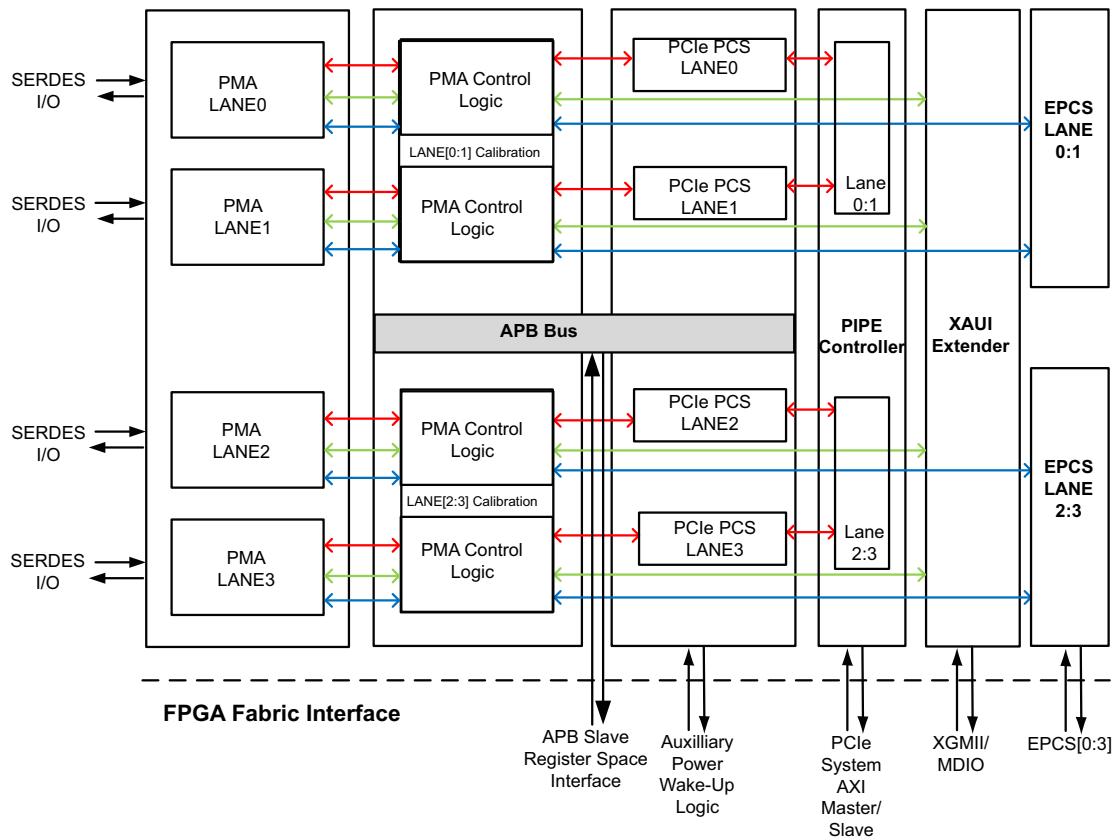 SERDES
I/O
PMA
LANE0
PMA Control
Logic
PCIe PCS
LANE0
EPCS
LANE
0:1
LANE[0:1] Calibration
SERDES
I/O
PMA
LANE1
PMA Control
Logic
PCIe PCS
LANE1
Lane
0:1
APB Bus
PIPE
Controller
XAUI
Extender
SERDES
I/O
PMA
LANE2
PMA Control
Logic
PCIe PCS
LANE2
EPCS
LANE
2:3
LANE[2:3] Calibration
SERDES
I/O
PMA
LANE3
PMA Control
Logic
PCIe PCS
LANE3
Lane
2:3
FPGA Fabric Interface
APB Slave
Register Space
Interface
Auxilliary
Power
Wake-Up
Logic
PCIe
System
AXI
Master/
Slave
XGMII/
MDIO
EPCS[0:3]